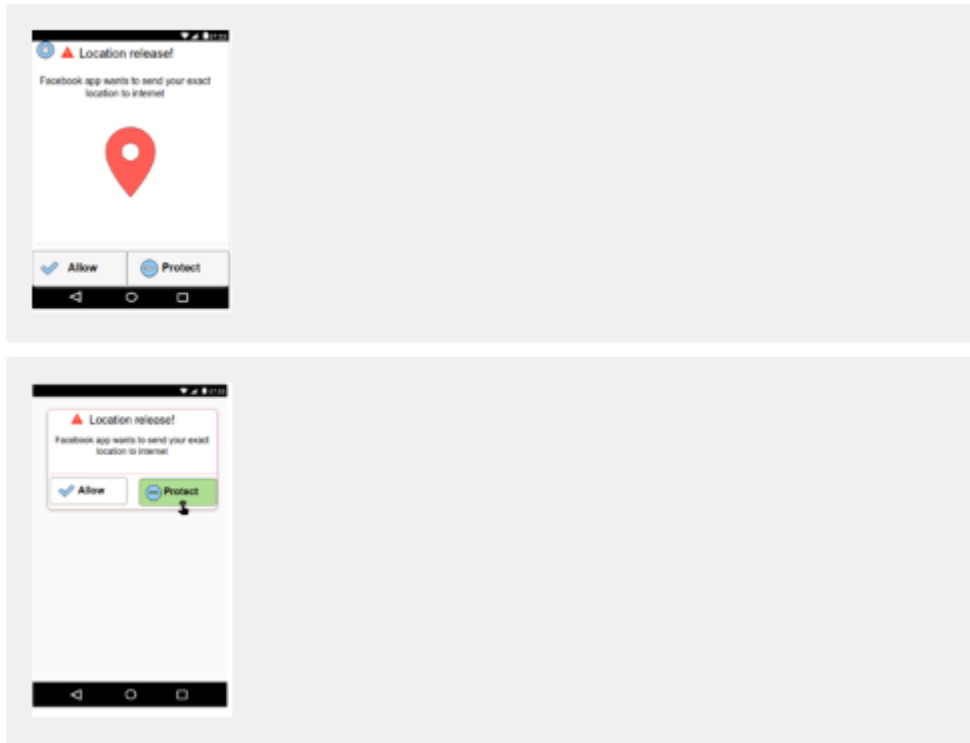 Location release!
Facebook app wants to send your exact
location to internet
Allow
Protect
Location release!
Facebook app wants to send your exact
location to internet
Allow
Protect